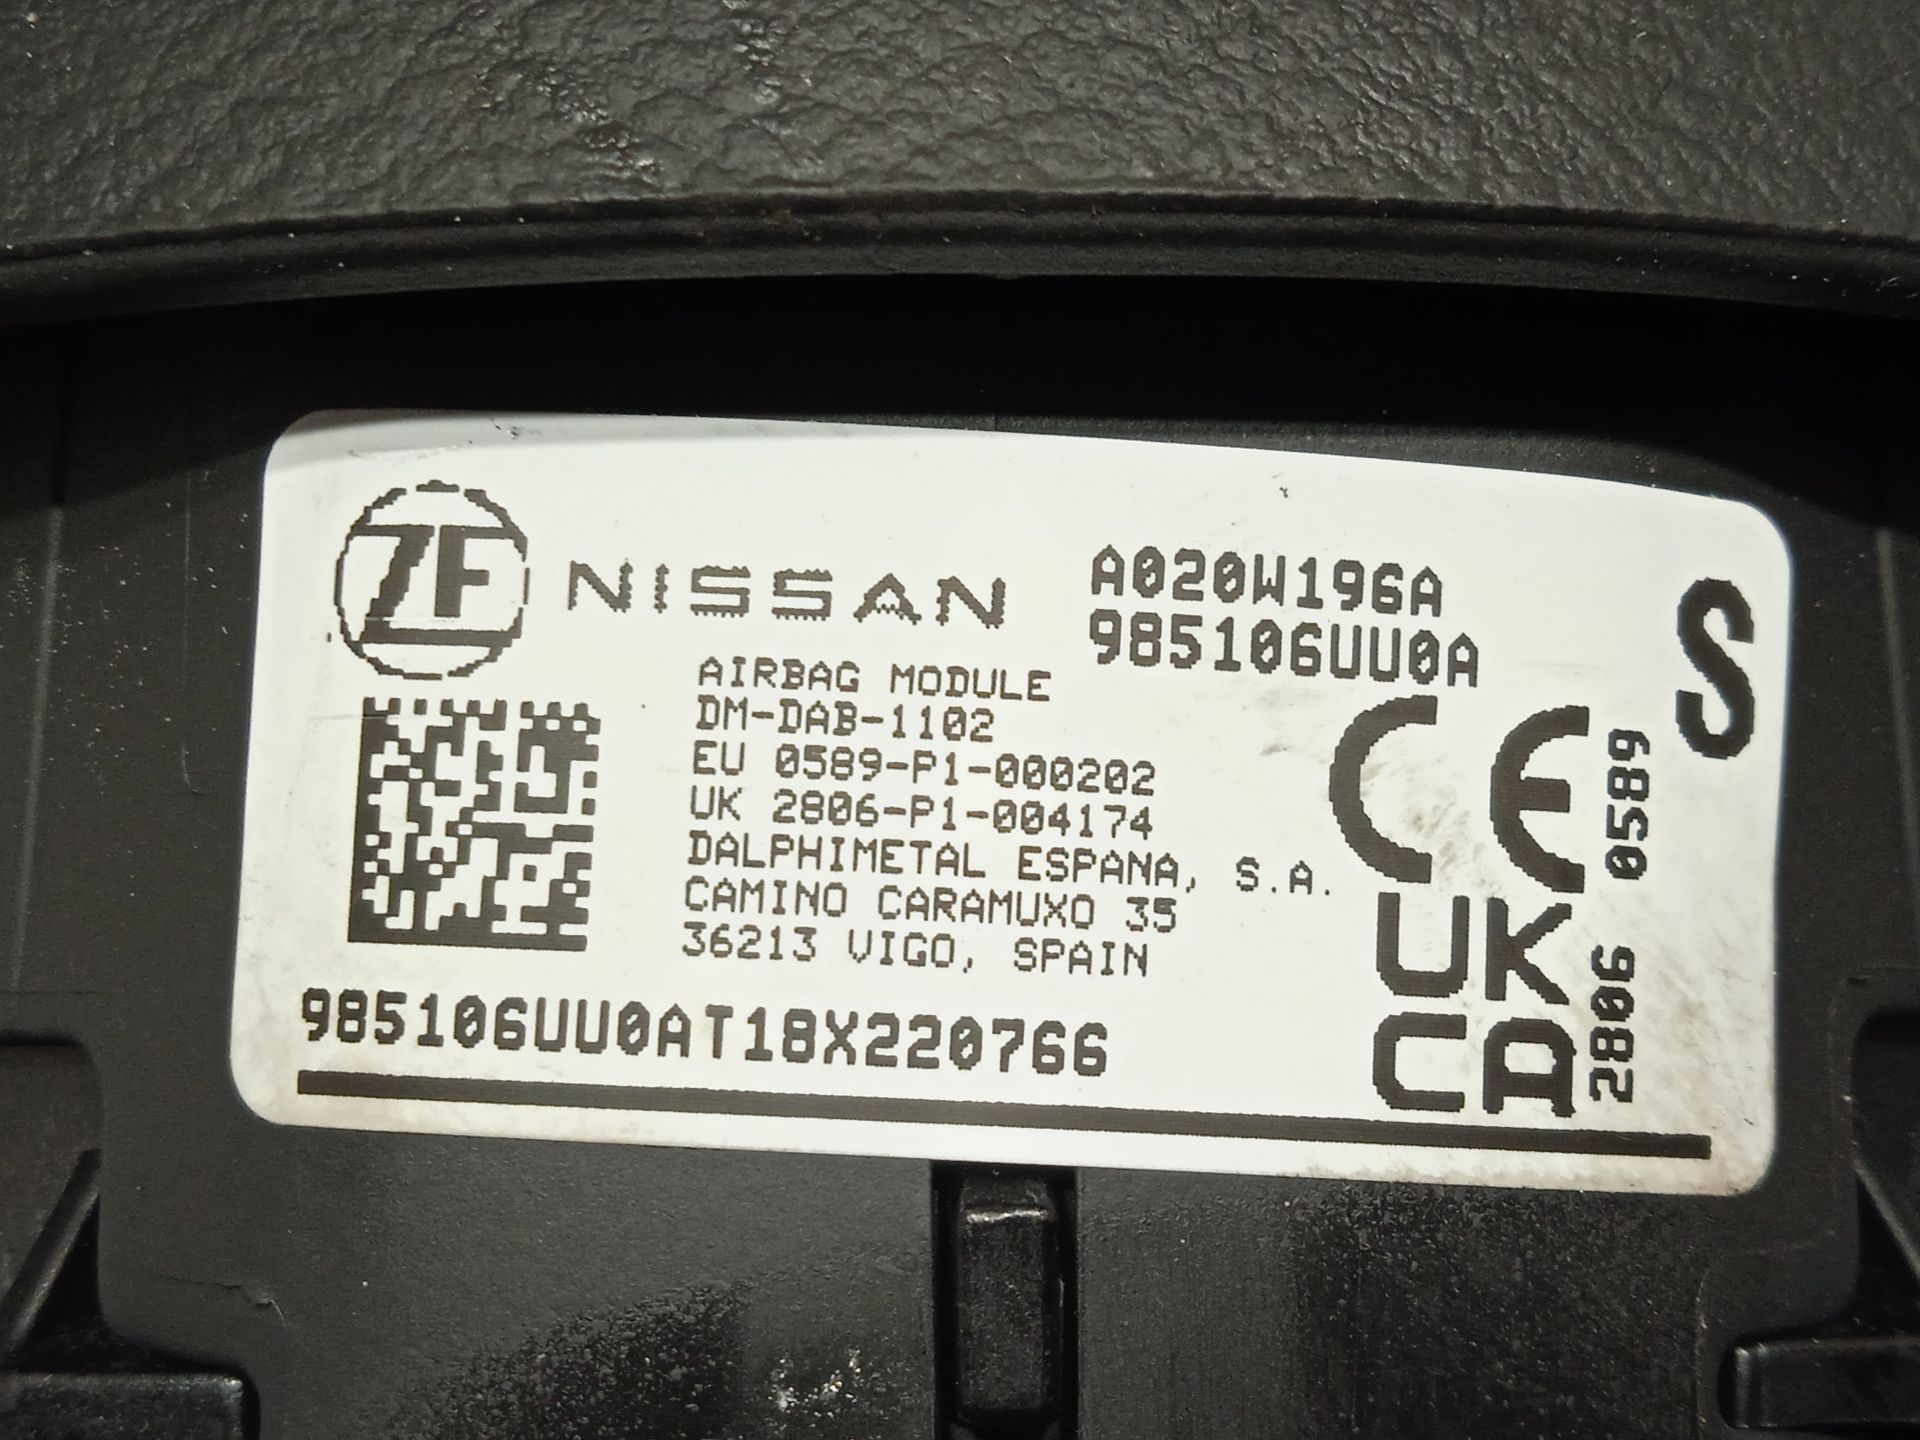 ZF NISSAN A020W196A
985106UU0A
S
AIRBAG MODULE
DM-DAB-1102
EU 0589-P1-000202
UK 2806-P1-004174
DALPHIMETAL ESPANA, S.A.
CAMINO CARAMUXO 35
36213 VIGO, SPAIN
CE 0589
UK
CA 2806
985106UU0AT18X220766